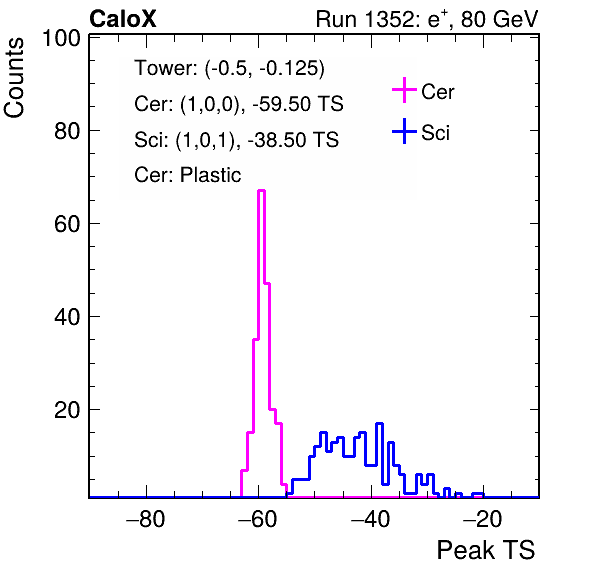 CaloX Run 1352: e⁺, 80 GeV
Counts
100
80
60
40
20
Tower: (-0.5, -0.125)
Cer: (1,0,0), -59.50 TS
Sci: (1,0,1), -38.50 TS
Cer: Plastic
Cer
Sci
−80 −60 −40 −20
Peak TS